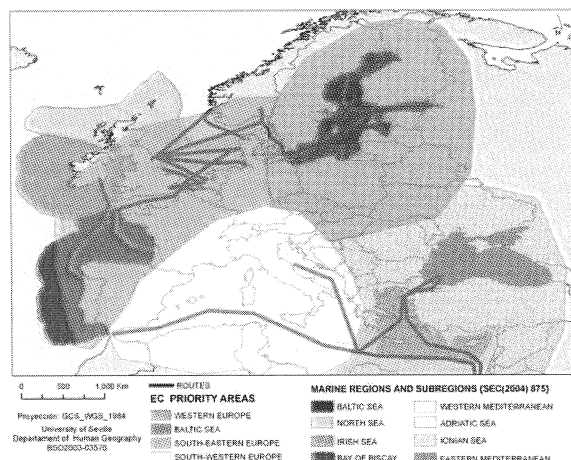 0 500 1,000 Km
Proyección: GCS_WGS_1984
University of Seville
Departament of Human Geography
BSO2003-03576
ROUTES
EC PRIORITY AREAS
WESTERN EUROPE
BALTIC SEA
SOUTH-EASTERN EUROPE
SOUTH-WESTERN EUROPE
MARINE REGIONS AND SUBREGIONS [SEC(2004) 875]
BALTIC SEA
NORTH SEA
IRISH SEA
BAY OF BISCAY
WESTERN MEDITERRANEAN
ADRIATIC SEA
IONIAN SEA
EASTERN MEDITERRANEAN